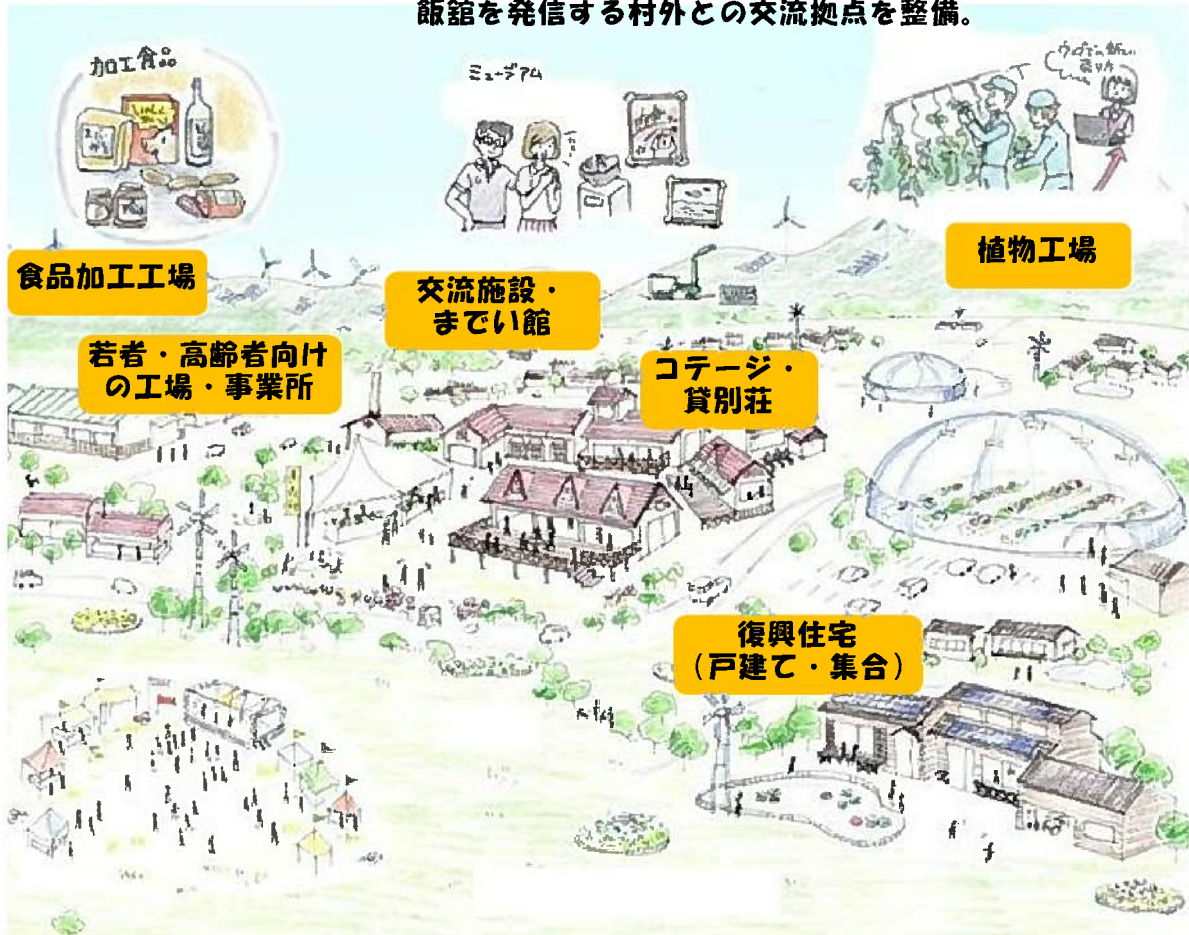 飯舘を発信する村外との交流拠点を整備。
加工食品
ミュージアム
食品加工工場
交流施設・
までい館
植物工場
若者・高齢者向け
の工場・事業所
コテージ・
貸別荘
復興住宅
(戸建て・集合)